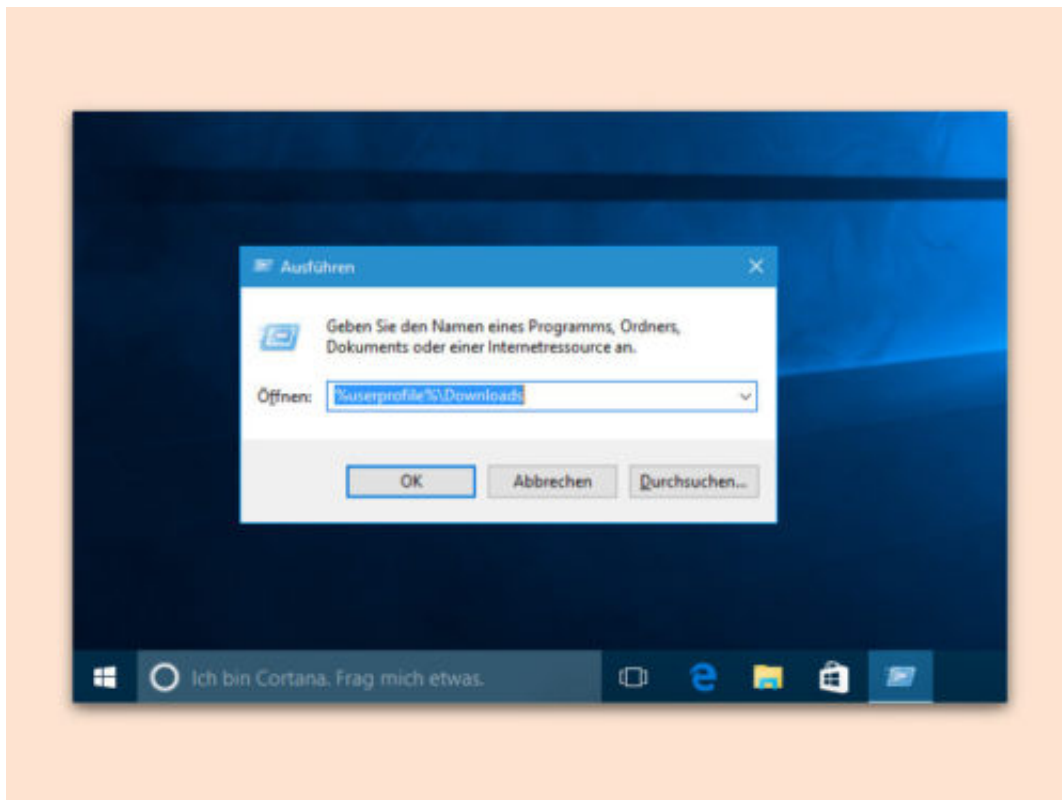 Ausführen
Geben Sie den Namen eines Programms, Ordners,
Dokuments oder einer Internetressource an.
Öffnen: %userprofile%\Downloads
OK Abbrechen Durchsuchen...
Ich bin Cortana. Frag mich etwas.